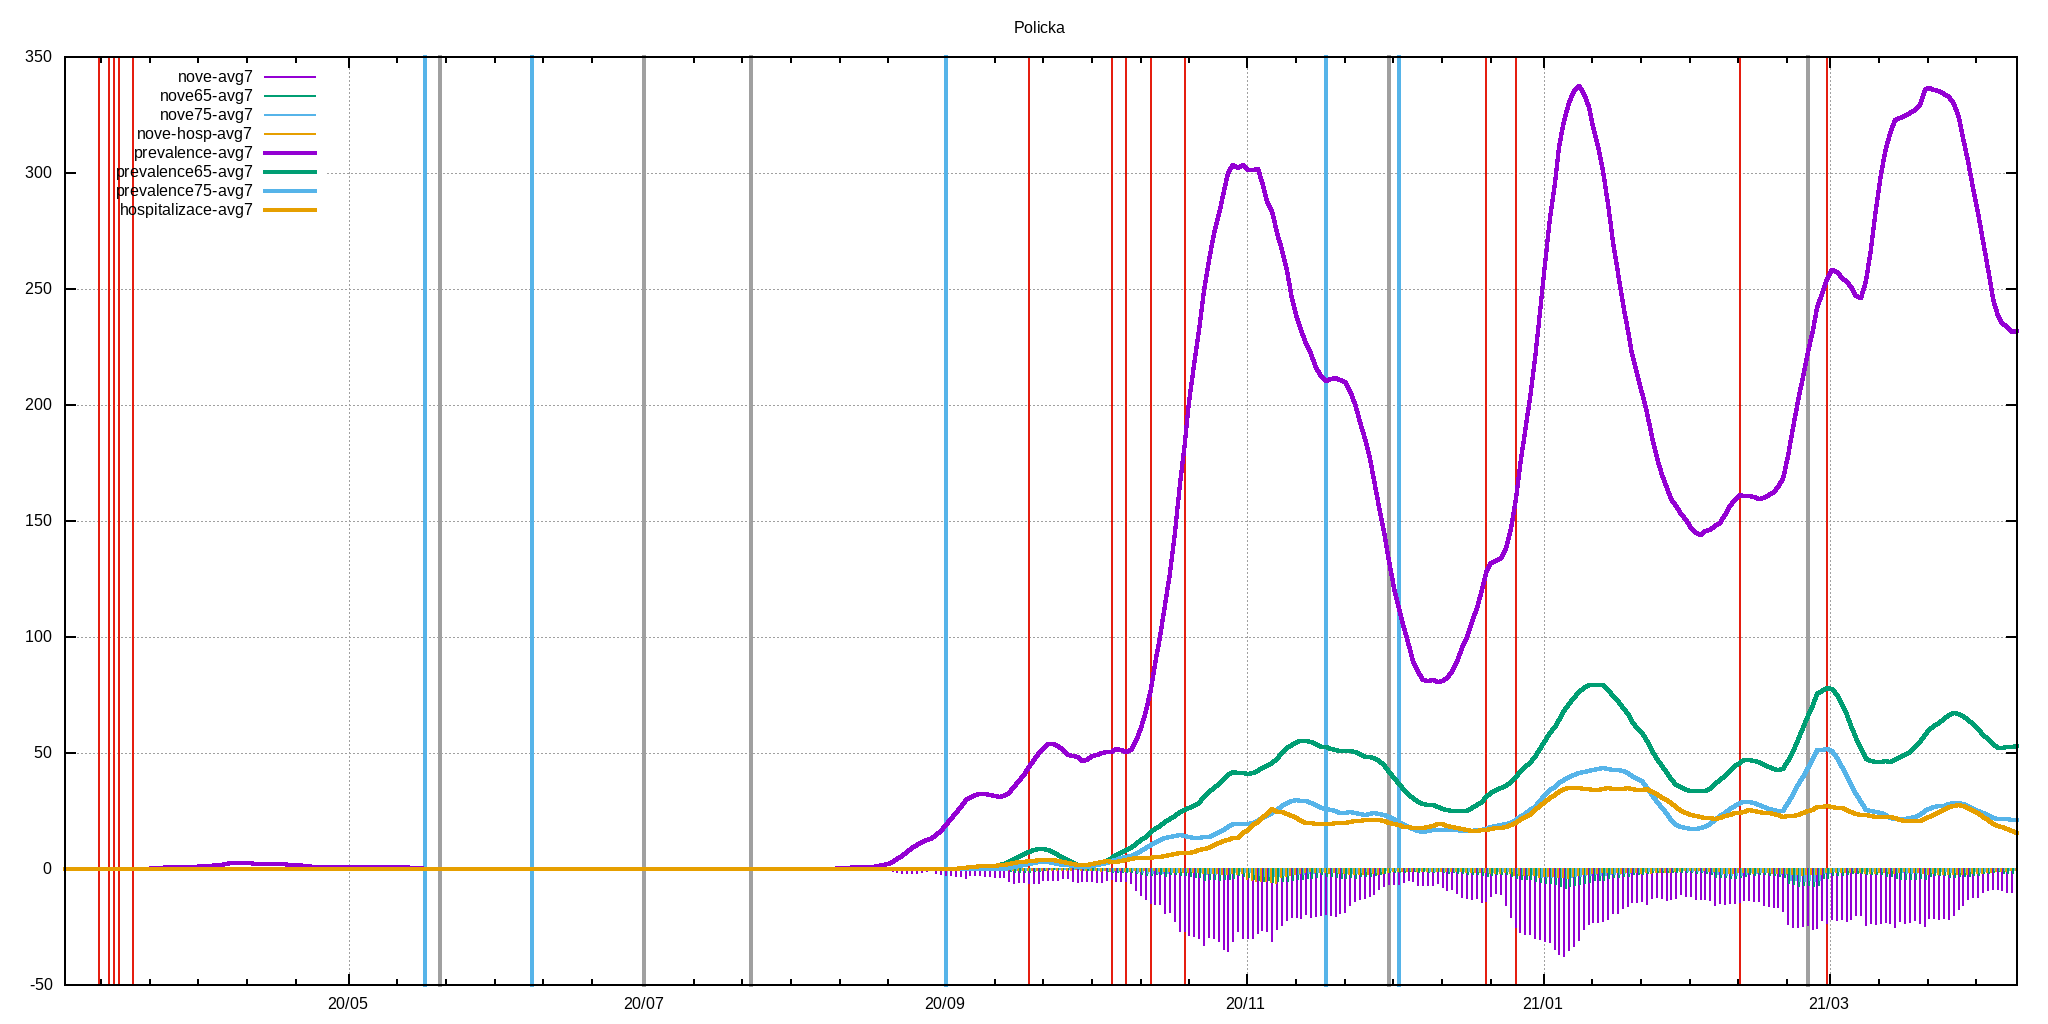 Policka
350
300
250
200
150
100
50
0
-50
nove-avg7
nove65-avg7
nove75-avg7
nove-hosp-avg7
prevalence-avg7
prevalence65-avg7
prevalence75-avg7
hospitalizace-avg7
20/05
20/07
20/09
20/11
21/01
21/03